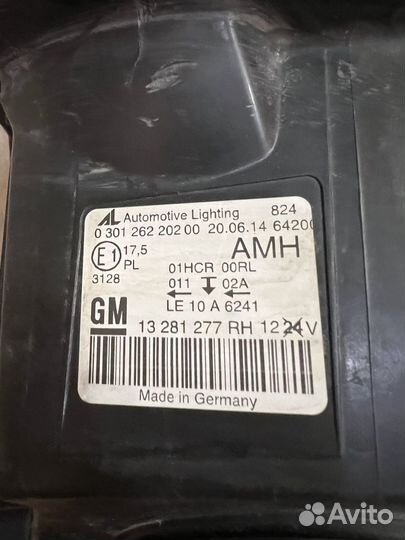 AL Automotive Lighting 824
0 301 262 202 00 20.06.14 64200
E1 17,5 AMH
PL 01HCR 00RL
3128 011 02A
LE 10 A 6241
GM 13 281 277 RH 12 24 V
Made in Germany
Avito